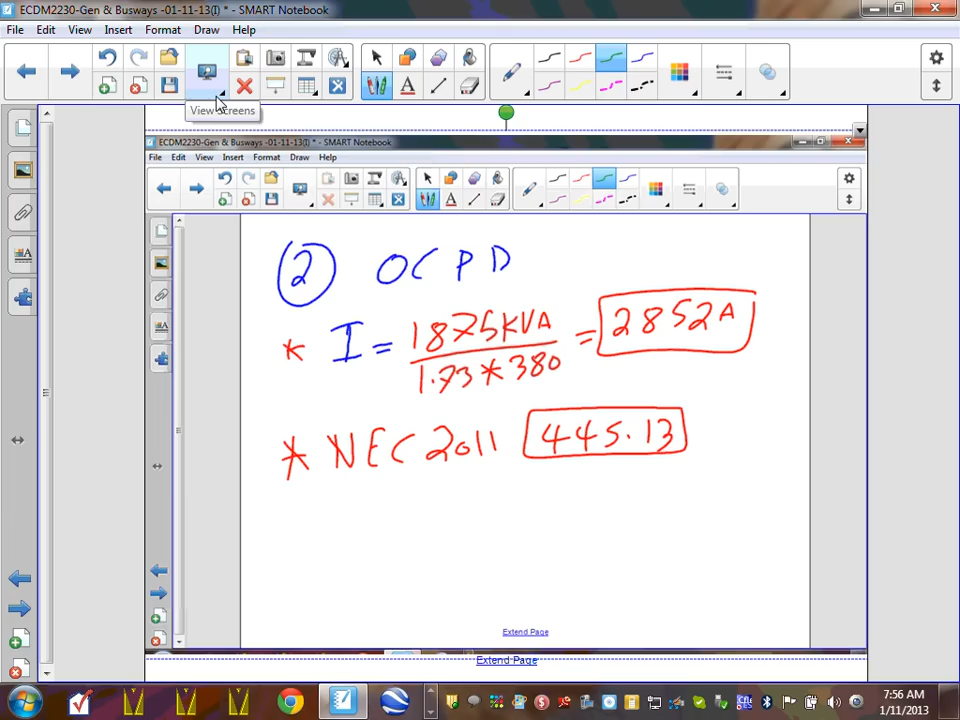 ECDM2230-Gen & Busways -01-11-13(I) * - SMART Notebook
File Edit View Insert Format Draw Help
View Screens
ECDM2230-Gen & Busways -01-11-13(I) * - SMART Notebook
File Edit View Insert Format Draw Help
2 OCPD
* I = 1875KVA / 1.73*380 = 2852A
* NEC 2011 445.13
Extend Page
Extend Page
7:56 AM
1/11/2013